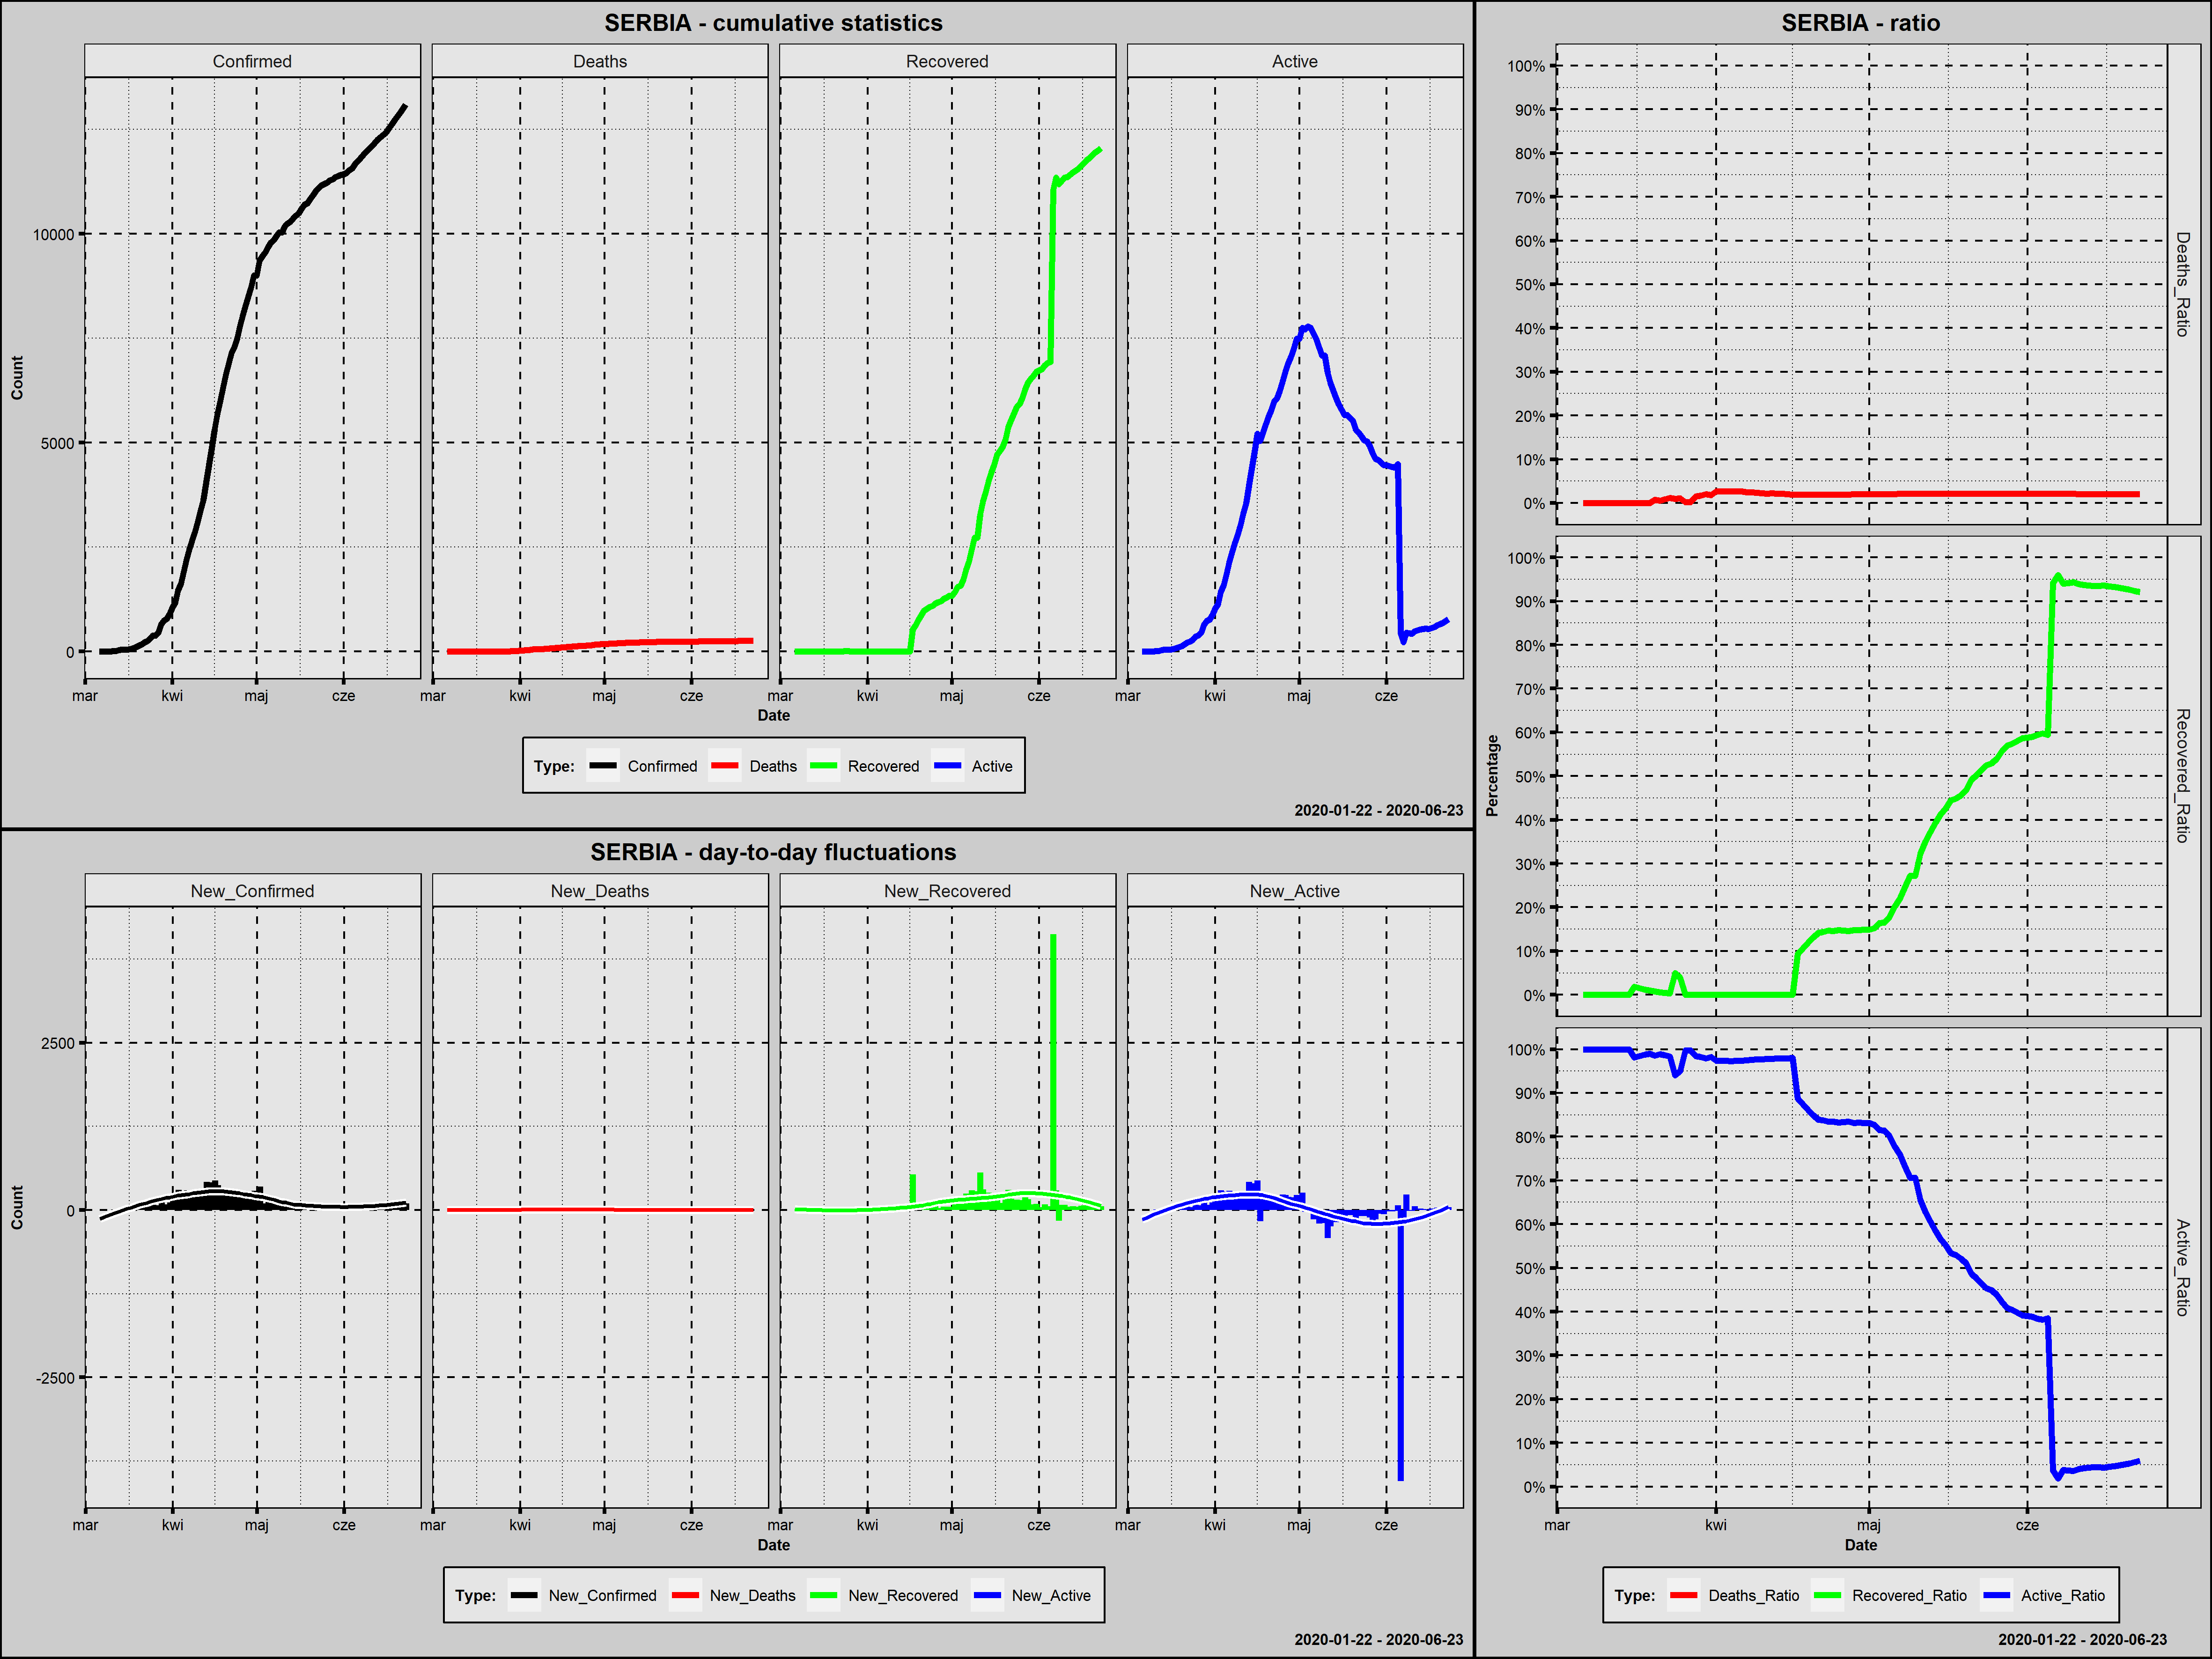 SERBIA - cumulative statistics
Confirmed Deaths Recovered Active
Count
10000
5000
0
mar kwi maj cze mar kwi maj cze mar kwi maj cze mar kwi maj cze
Date
Type: Confirmed Deaths Recovered Active
2020-01-22 - 2020-06-23
SERBIA - day-to-day fluctuations
New_Confirmed New_Deaths New_Recovered New_Active
Count
2500
0
-2500
mar kwi maj cze mar kwi maj cze mar kwi maj cze mar kwi maj cze
Date
Type: New_Confirmed New_Deaths New_Recovered New_Active
2020-01-22 - 2020-06-23
SERBIA - ratio
Percentage
100%
90%
80%
70%
60%
50%
40%
30%
20%
10%
0%
Deaths_Ratio
100%
90%
80%
70%
60%
50%
40%
30%
20%
10%
0%
Recovered_Ratio
100%
90%
80%
70%
60%
50%
40%
30%
20%
10%
0%
Active_Ratio
mar kwi maj cze
Date
Type: Deaths_Ratio Recovered_Ratio Active_Ratio
2020-01-22 - 2020-06-23